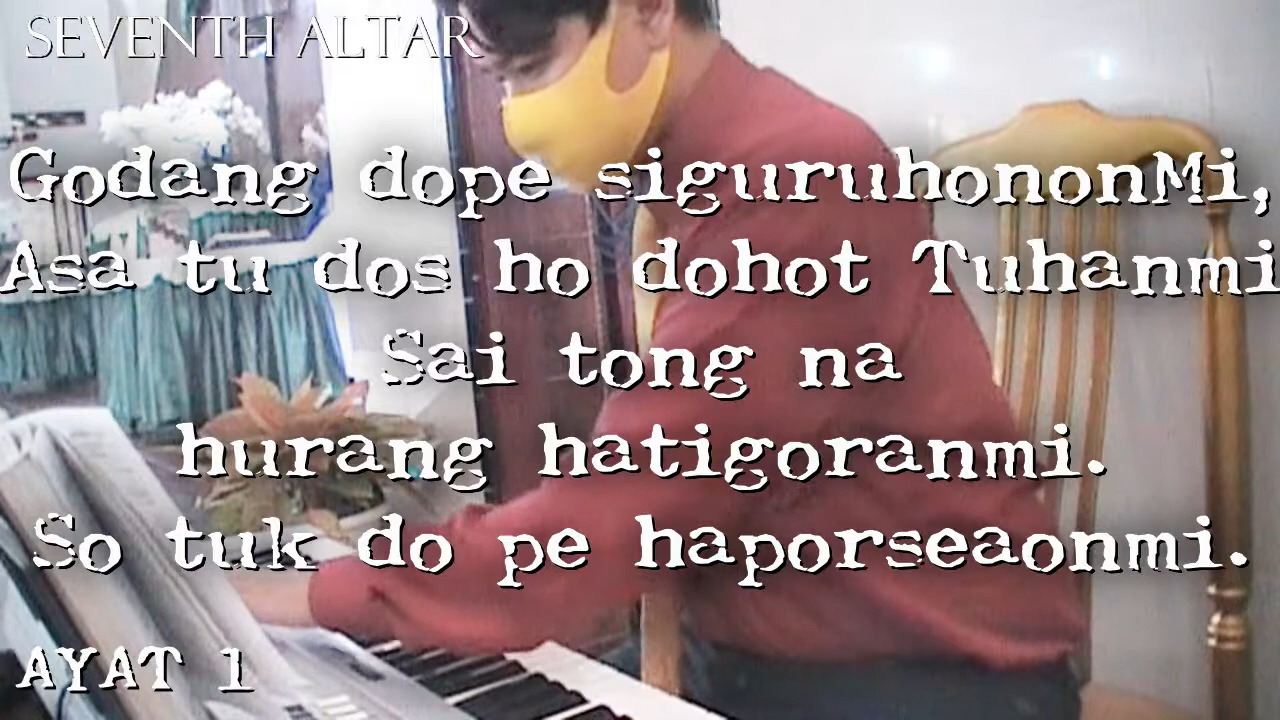 SEVENTH ALTAR
Godang dope siguruhononMi,
Asa tu dos ho dohot Tuhanmi
Sai tong na
hurang hatigoranmi.
So tuk do pe haporseaonmi.
AYAT 1